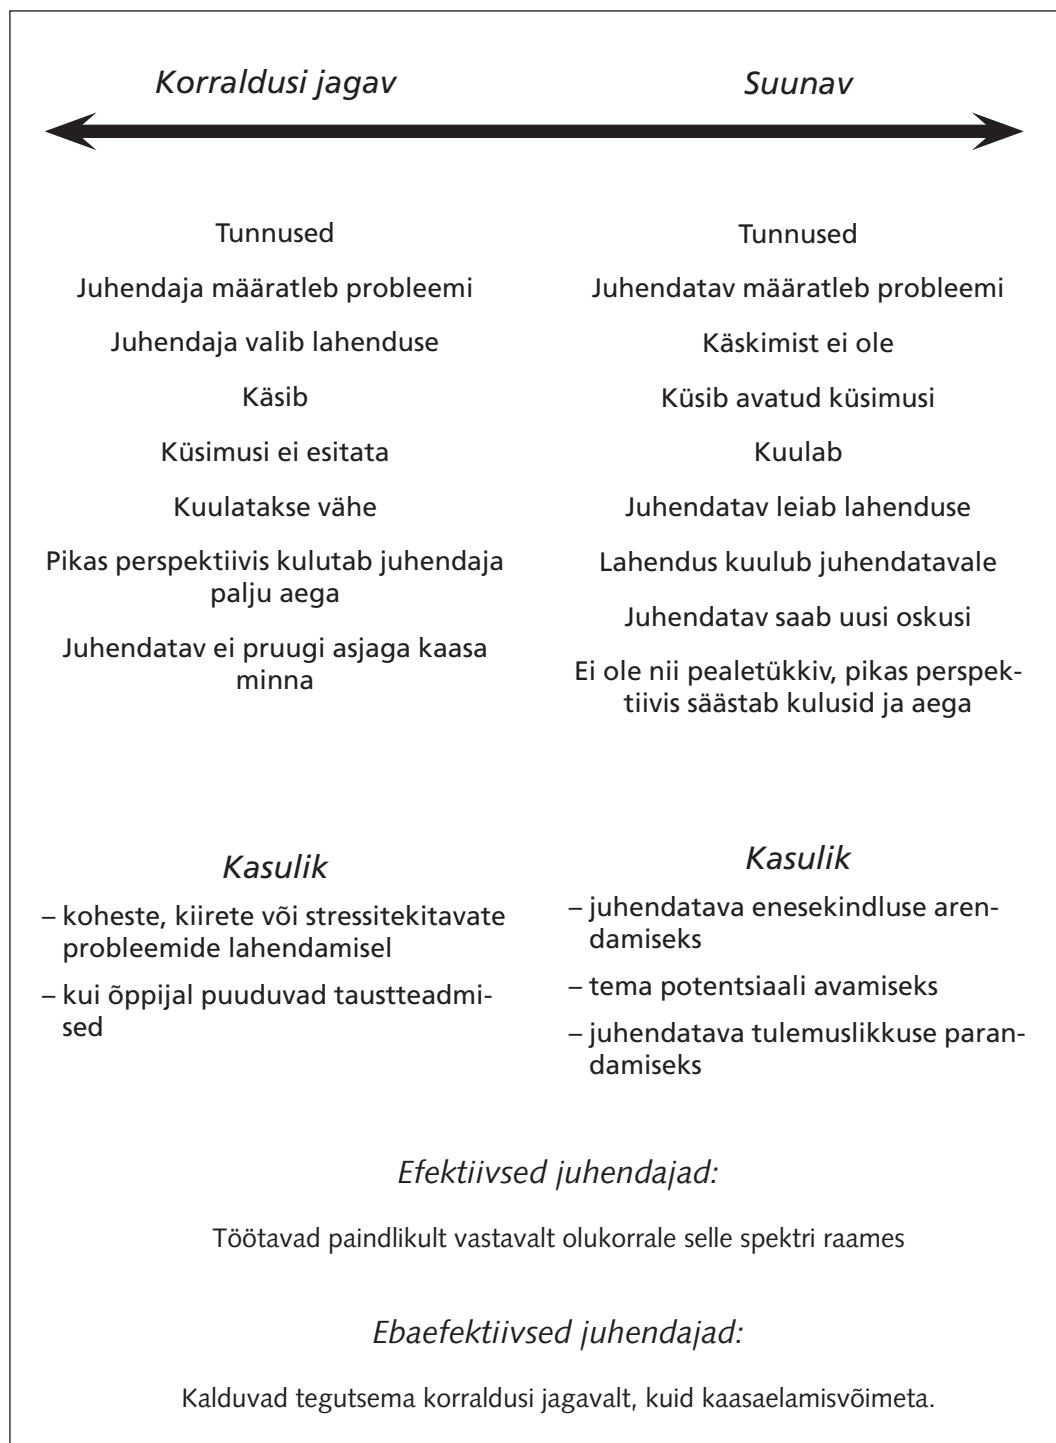 Korraldusi jagav
Suunav
Tunnused
Juhendaja määratleb probleemi
Juhendaja valib lahenduse
Käsib
Küsimusi ei esitata
Kuulatakse vähe
Pikas perspektiivis kulutab juhendaja
palju aega
Juhendatav ei pruugi asjaga kaasa
minna
Tunnused
Juhendatav määratleb probleemi
Käskimist ei ole
Küsib avatud küsimusi
Kuulab
Juhendatav leiab lahenduse
Lahendus kuulub juhendatavale
Juhendatav saab uusi oskusi
Ei ole nii pealetükkiv, pikas perspek-
tiivis säästab kulusid ja aega
Kasulik
– koheste, kiirete või stressitekitavate
probleemide lahendamisel
– kui õppijal puuduvad taustteadmi-
sed
Kasulik
– juhendatava enesekindluse aren-
damiseks
– tema potentsiaali avamiseks
– juhendatava tulemuslikkuse paran-
damiseks
Efektiivsed juhendajad:
Töötavad paindlikult vastavalt olukorrale selle spektri raames
Ebaefektiivsed juhendajad:
Kalduvad tegutsema korraldusi jagavalt, kuid kaasaelamisvõimeta.